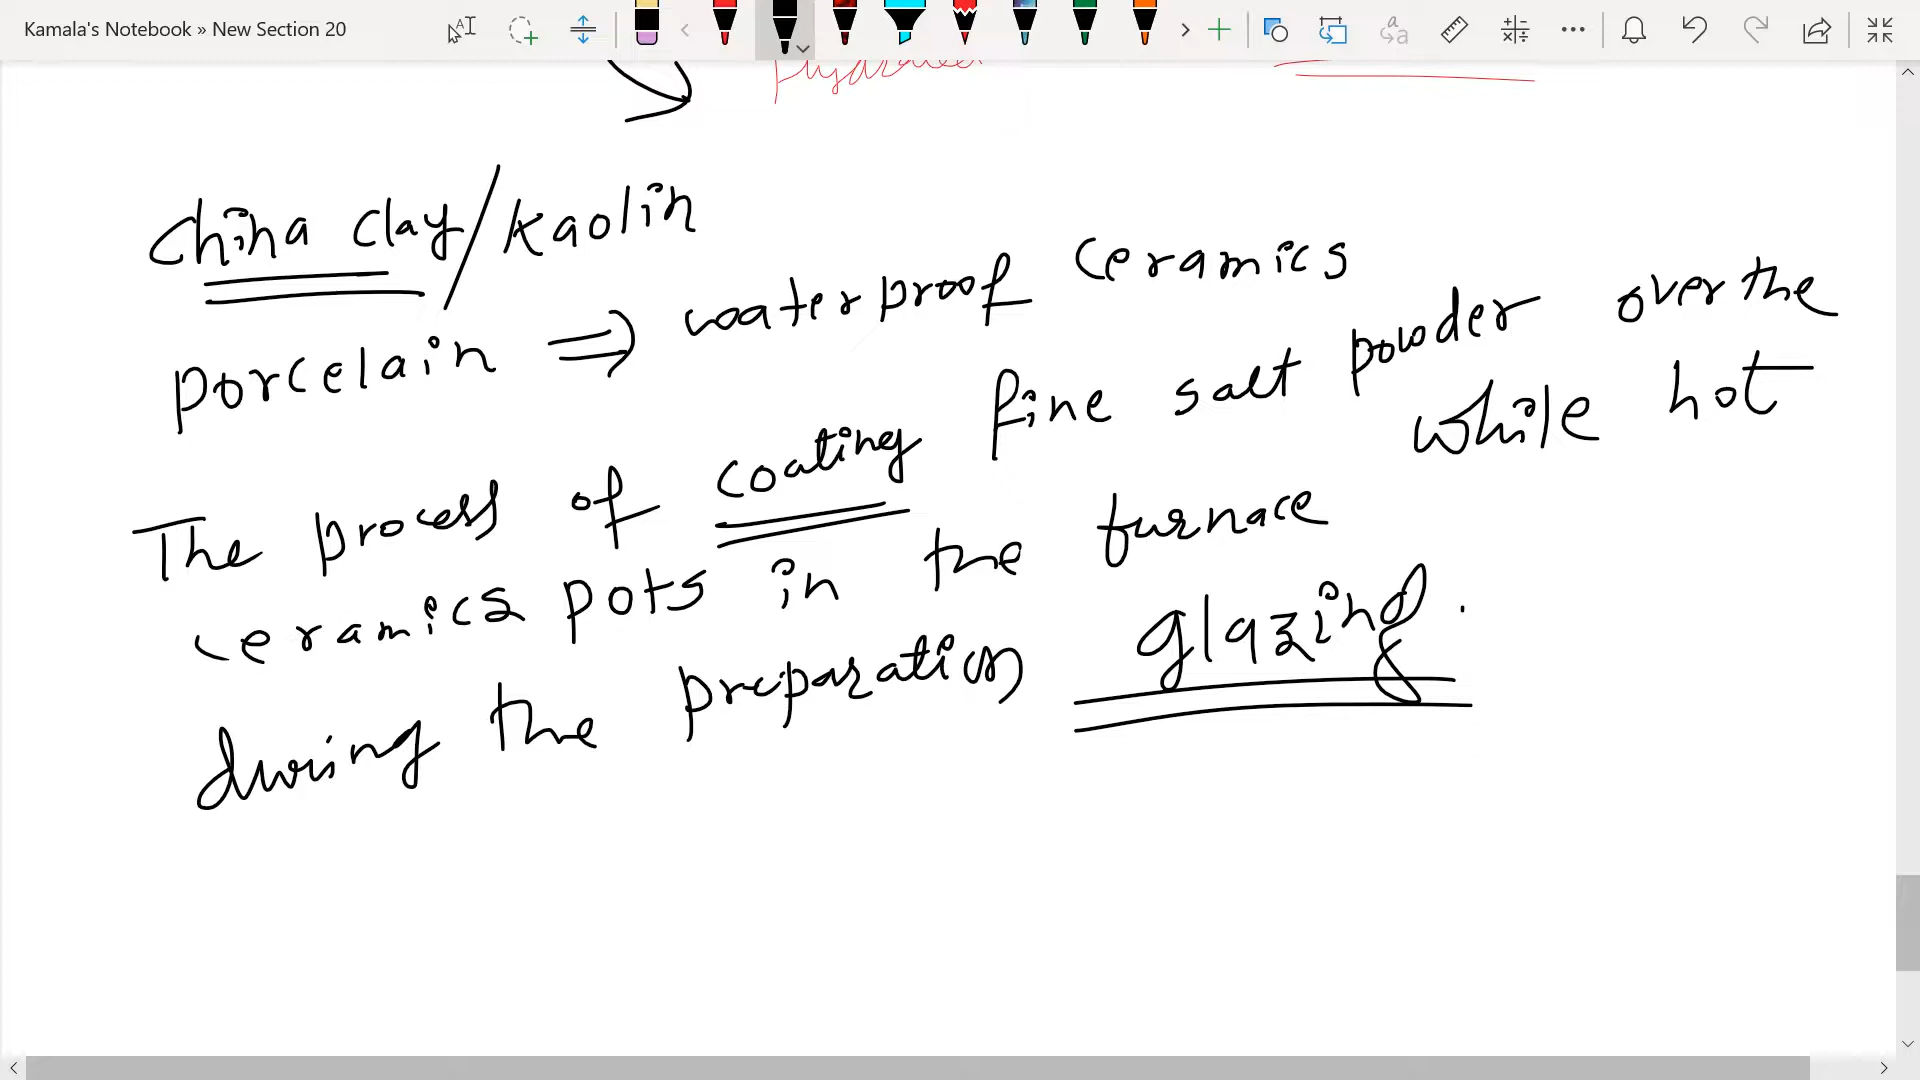 Kamala's Notebook » New Section 20
China clay/Kaolin
porcelain ⇒ waterproof ceramics
The process of coating fine salt powder over the
ceramics pots in the furnace while hot
during the preparation glazing.